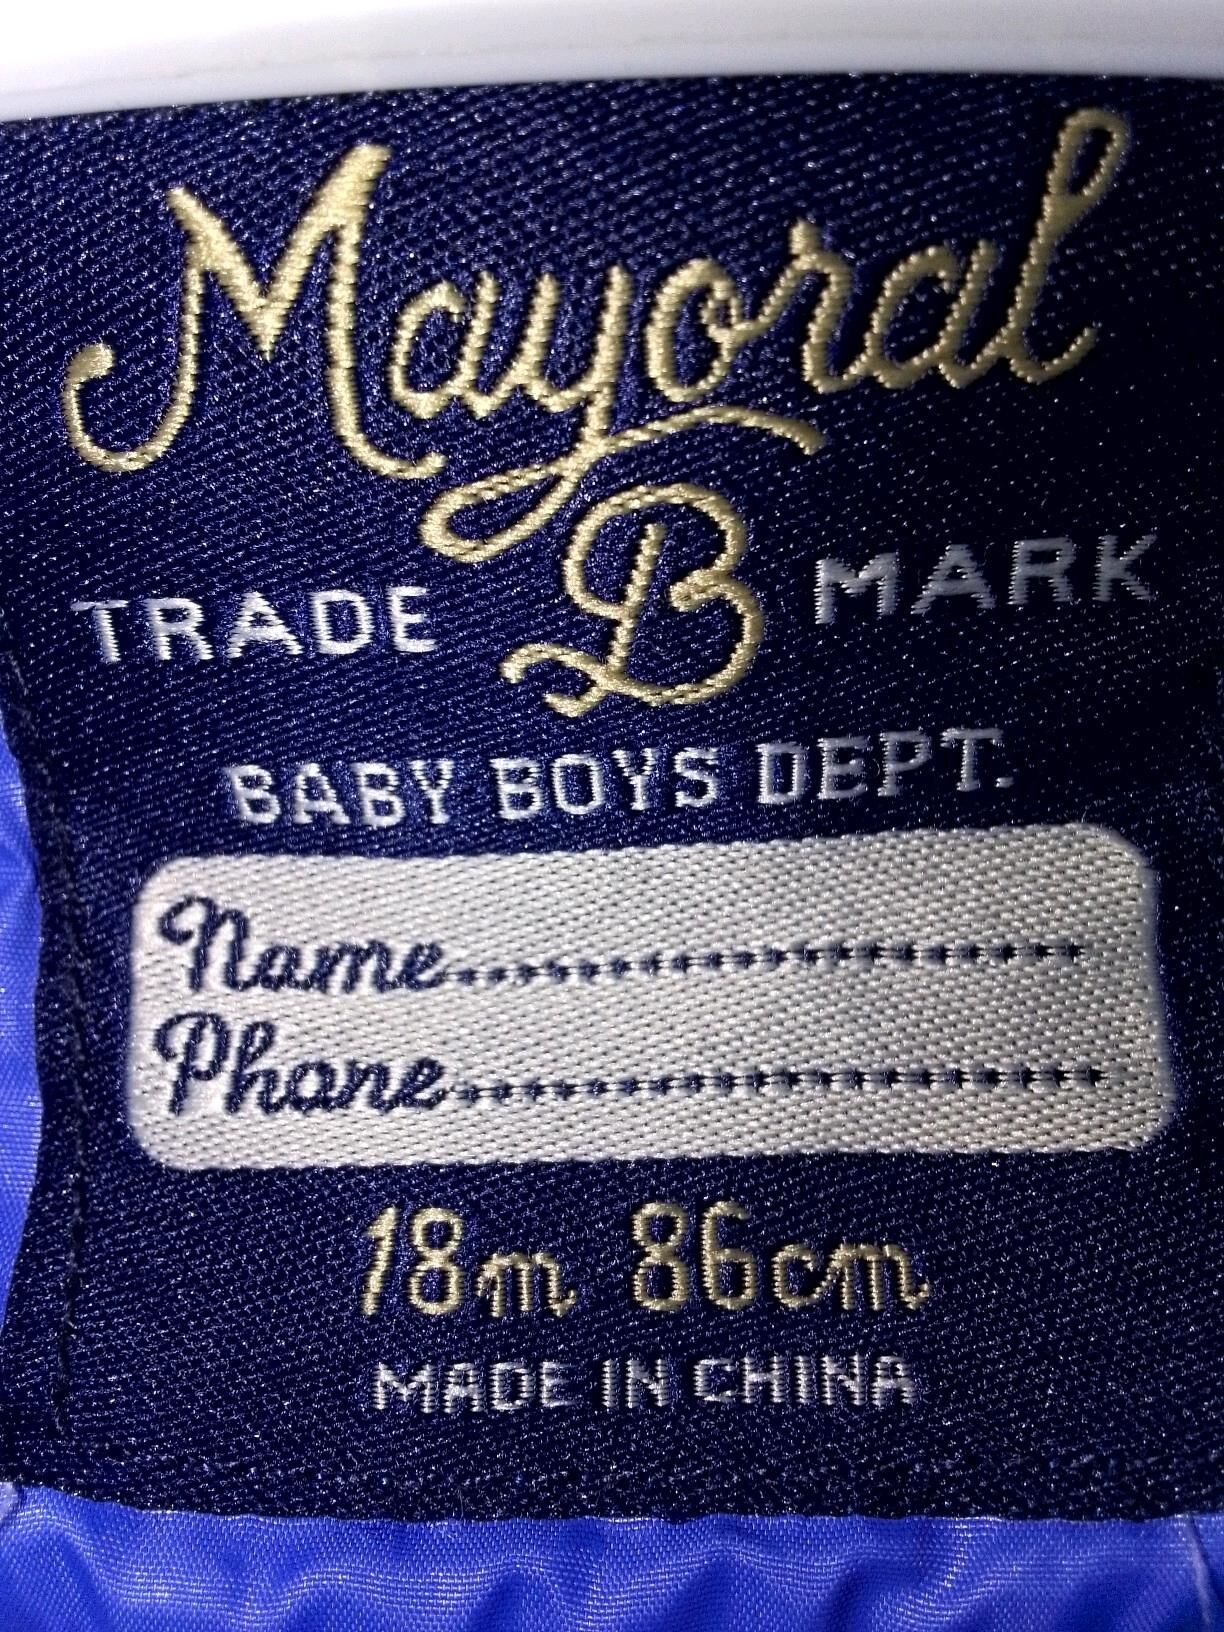 Mayoral
TRADE B MARK
BABY BOYS DEPT.
Name........................
Phone........................
18m 86cm
MADE IN CHINA